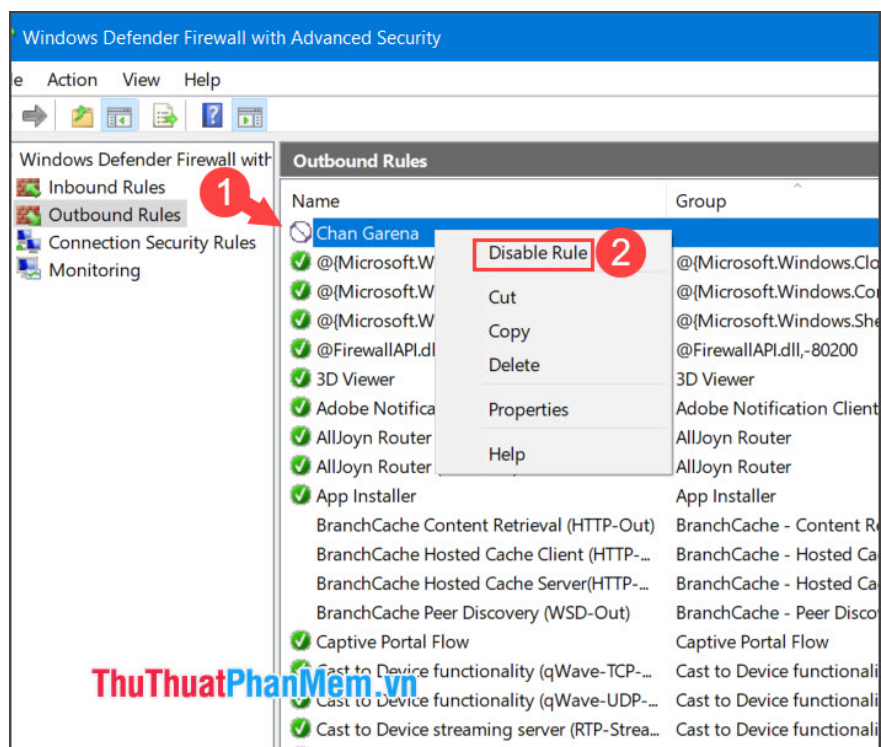 Windows Defender Firewall with Advanced Security
Action View Help
Windows Defender Firewall with
Inbound Rules
Outbound Rules
Connection Security Rules
Monitoring
Outbound Rules
Name Group
1
Chan Garena
Disable Rule
2
Cut
Copy
Delete
Properties
Help
@{Microsoft.W @{Microsoft.Windows.Clo
@{Microsoft.W @{Microsoft.Windows.Cor
@{Microsoft.W @{Microsoft.Windows.She
@FirewallAPI.dl @FirewallAPI.dll,-80200
3D Viewer 3D Viewer
Adobe Notifica Adobe Notification Client
AllJoyn Router AllJoyn Router
AllJoyn Router AllJoyn Router
App Installer App Installer
BranchCache Content Retrieval (HTTP-Out) BranchCache - Content Re
BranchCache Hosted Cache Client (HTTP-... BranchCache - Hosted Ca
BranchCache Hosted Cache Server(HTTP-... BranchCache - Hosted Ca
BranchCache Peer Discovery (WSD-Out) BranchCache - Peer Disco
Captive Portal Flow Captive Portal Flow
Cast to Device functionality (qWave-TCP-... Cast to Device functionali
Cast to Device functionality (qWave-UDP-... Cast to Device functionali
Cast to Device streaming server (RTP-Strea... Cast to Device functionali
ThuThuatPhanMem.vn